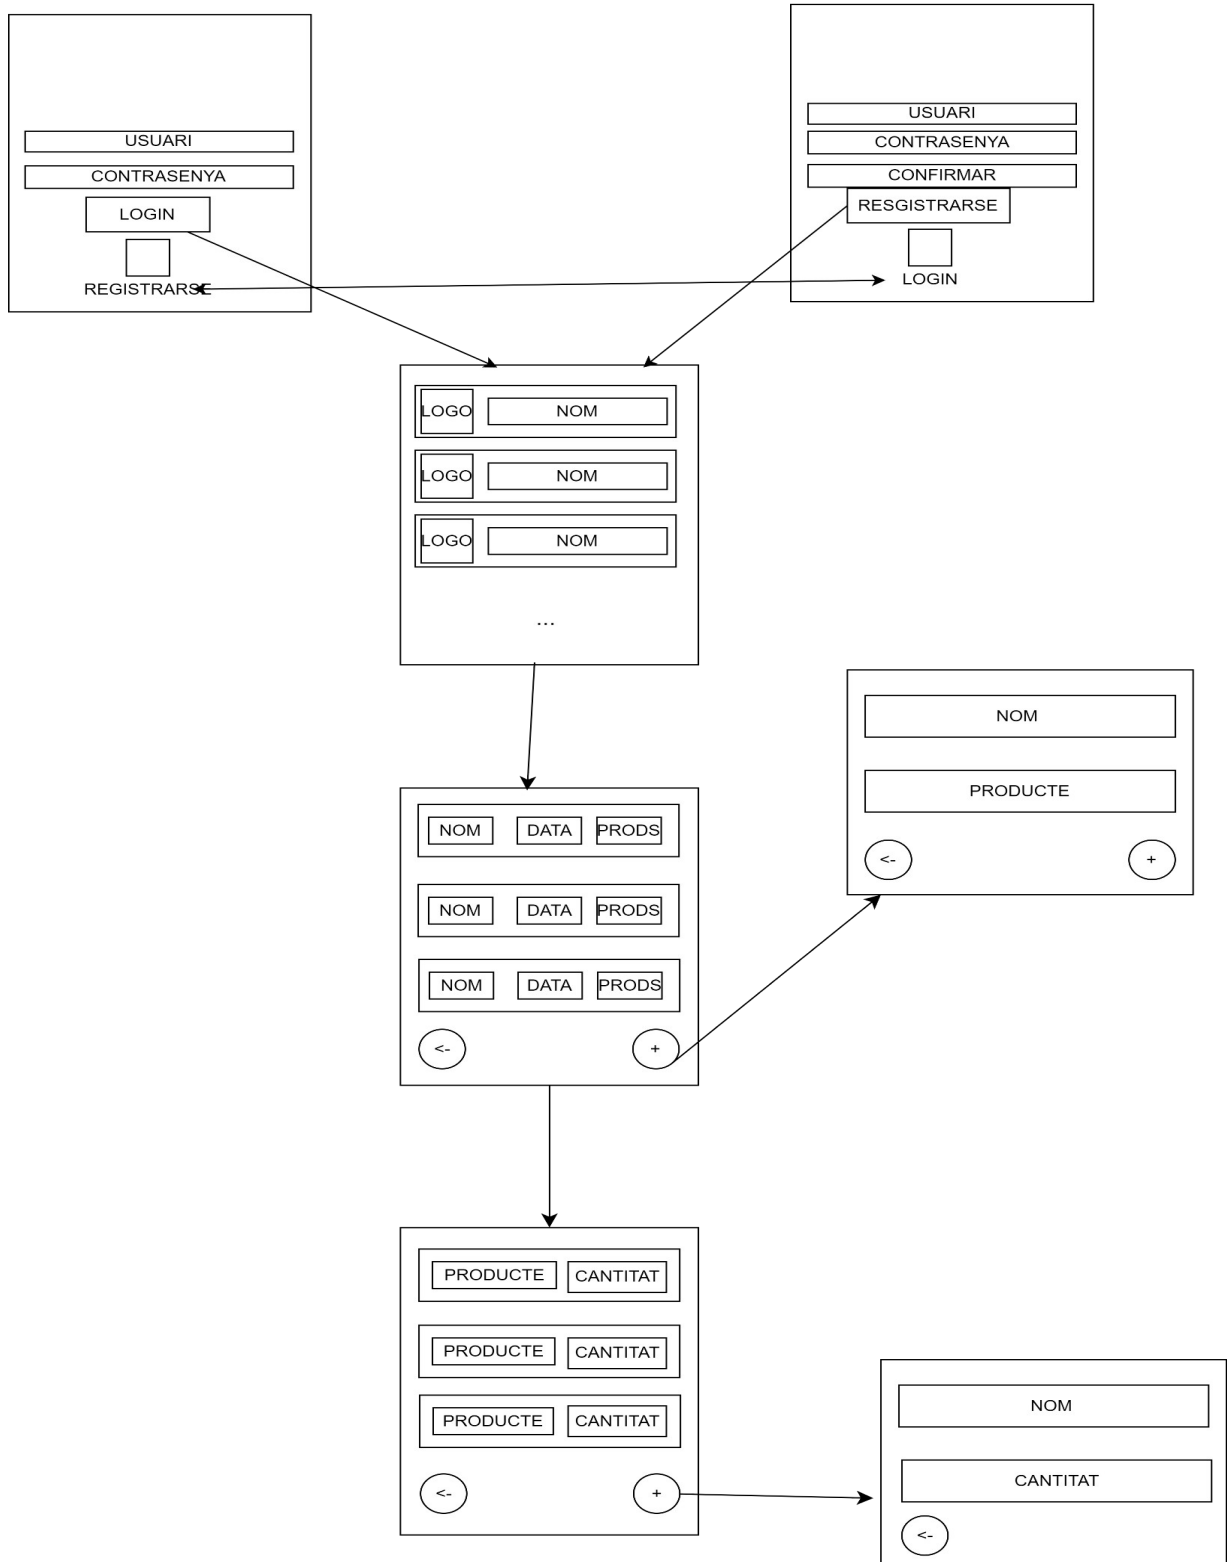 USUARI
CONTRASENYA
LOGIN
REGISTRARSE
USUARI
CONTRASENYA
CONFIRMAR
RESGISTRARSE
LOGIN
LOGO NOM
LOGO NOM
LOGO NOM
...
NOM DATA PRODS
NOM DATA PRODS
NOM DATA PRODS
<- +
NOM
PRODUCTE
<- +
PRODUCTE CANTITAT
PRODUCTE CANTITAT
PRODUCTE CANTITAT
<- +
NOM
CANTITAT
<-